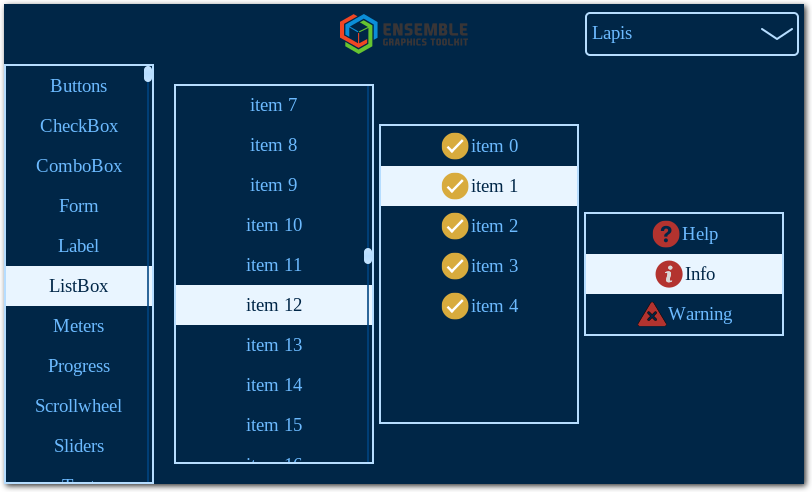 ENSEMBLE
GRAPHICS TOOLKIT
Lapis
Buttons
CheckBox
ComboBox
Form
Label
ListBox
Meters
Progress
Scrollwheel
Sliders
item 7
item 8
item 9
item 10
item 11
item 12
item 13
item 14
item 15
item 16
item 0
item 1
item 2
item 3
item 4
Help
Info
Warning